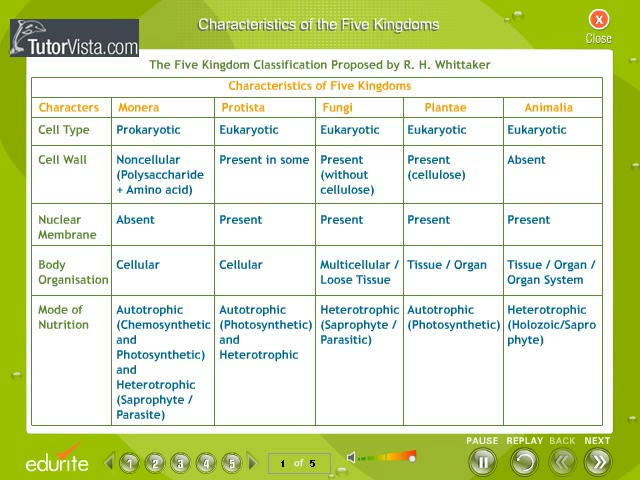 Characteristics of the Five Kingdoms
X
Close
TutorVista.com
The Five Kingdom Classification Proposed by R. H. Whittaker
Characteristics of Five Kingdoms
Characters Monera Protista Fungi Plantae Animalia
Cell Type Prokaryotic Eukaryotic Eukaryotic Eukaryotic Eukaryotic
Cell Wall Noncellular Present in some Present Present Absent
(Polysaccharide (without (cellulose)
+ Amino acid) cellulose)
Nuclear Absent Present Present Present Present
Membrane
Body Cellular Cellular Multicellular / Tissue / Organ Tissue / Organ /
Organisation Loose Tissue Organ System
Mode of Autotrophic Autotrophic Heterotrophic Autotrophic Heterotrophic
Nutrition (Chemosynthetic (Photosynthetic) (Saprophyte / (Photosynthetic) (Holozoic/Sapro
and and Parasitic) phyte)
Photosynthetic) Heterotrophic
and
Heterotrophic
(Saprophyte /
Parasite)
PAUSE REPLAY BACK NEXT
edurite 1 2 3 4 5 1 of 5